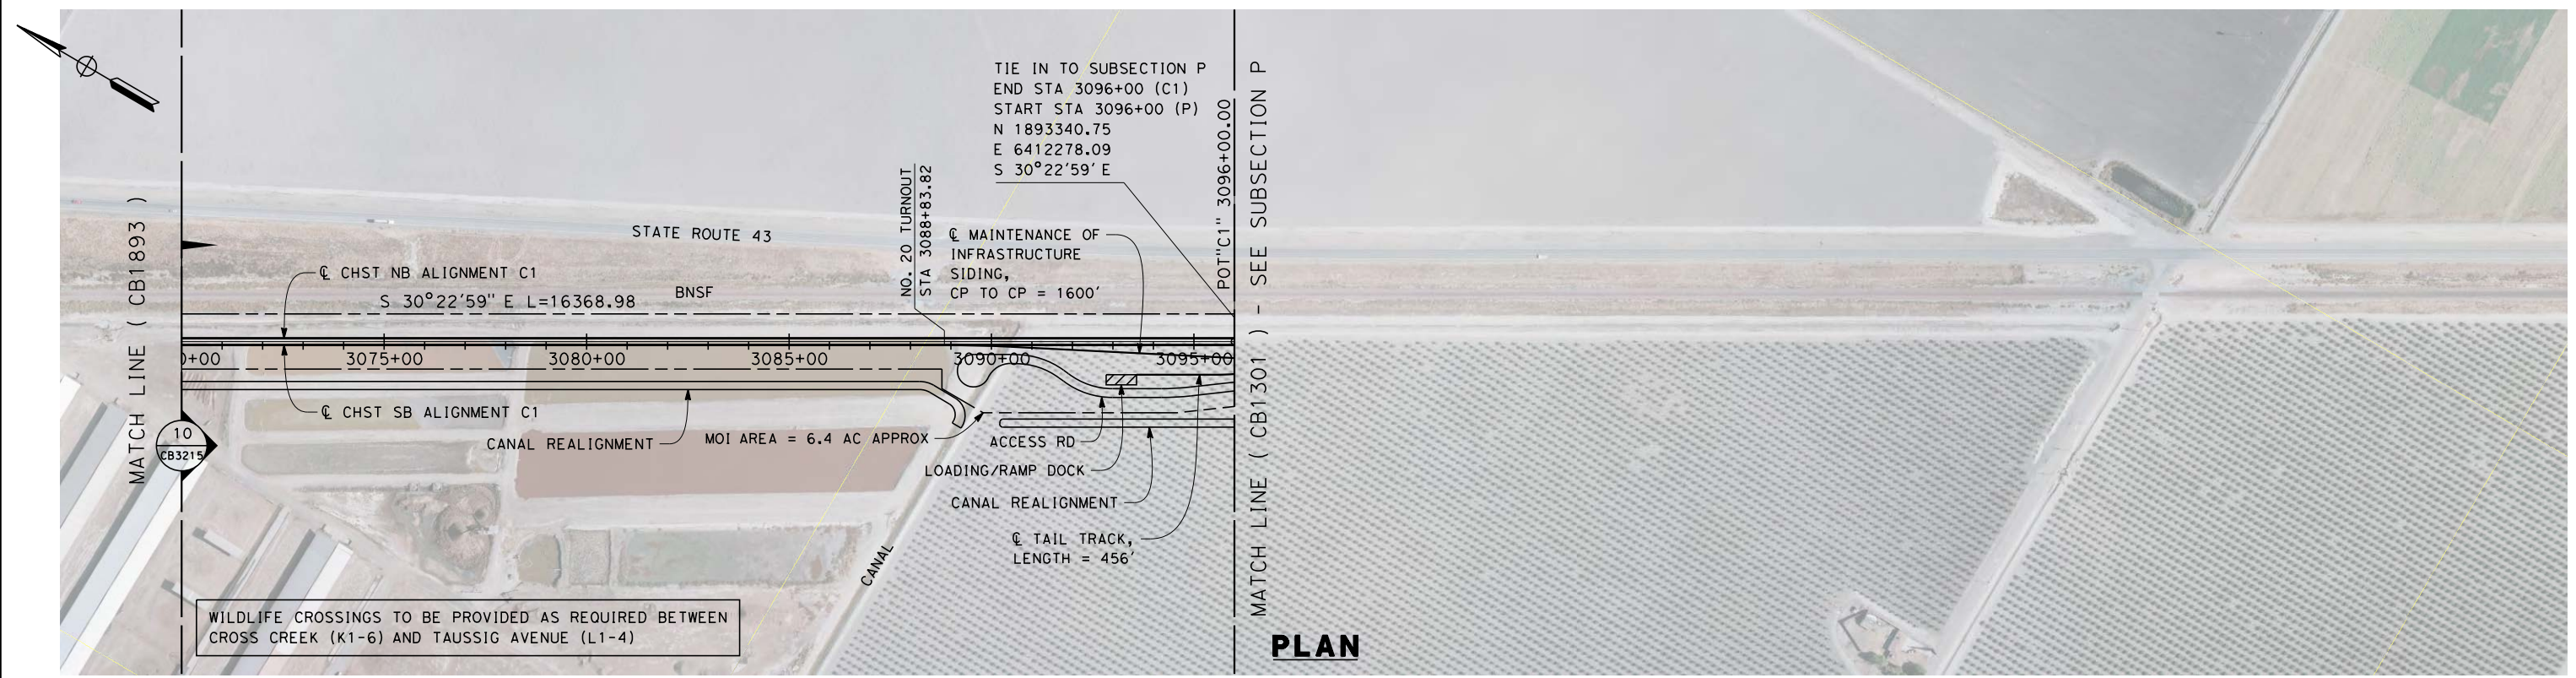 TIE IN TO SUBSECTION P
END STA 3096+00 (C1)
START STA 3096+00 (P)
N 1893340.75
E 6412278.09
S 30°22'59' E
POT"C1" 3096+00.00
NO. 20 TURNOUT
STA 3088+83.82
STATE ROUTE 43
℄ MAINTENANCE OF
INFRASTRUCTURE
SIDING,
CP TO CP = 1600'
MATCH LINE ( CB1893 )
℄ CHST NB ALIGNMENT C1
S 30°22'59" E L=16368.98
BNSF
MATCH LINE ( CB1301 ) - SEE SUBSECTION P
0+00
3075+00
3080+00
3085+00
3090+00
3095+00
℄ CHST SB ALIGNMENT C1
10
CB3215
CANAL REALIGNMENT
MOI AREA = 6.4 AC APPROX
ACCESS RD
LOADING/RAMP DOCK
CANAL REALIGNMENT
℄ TAIL TRACK,
LENGTH = 456'
CANAL
WILDLIFE CROSSINGS TO BE PROVIDED AS REQUIRED BETWEEN
CROSS CREEK (K1-6) AND TAUSSIG AVENUE (L1-4)
PLAN